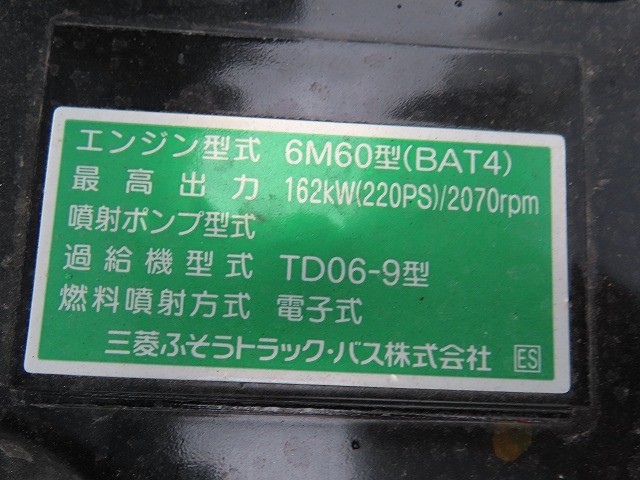 エンジン型式 6M60型(BAT4)
最高出力 162kW(220PS)/2070rpm
噴射ポンプ型式
過給機型式 TD06-9型
燃料噴射方式 電子式
三菱ふそうトラック・バス株式会社 ES